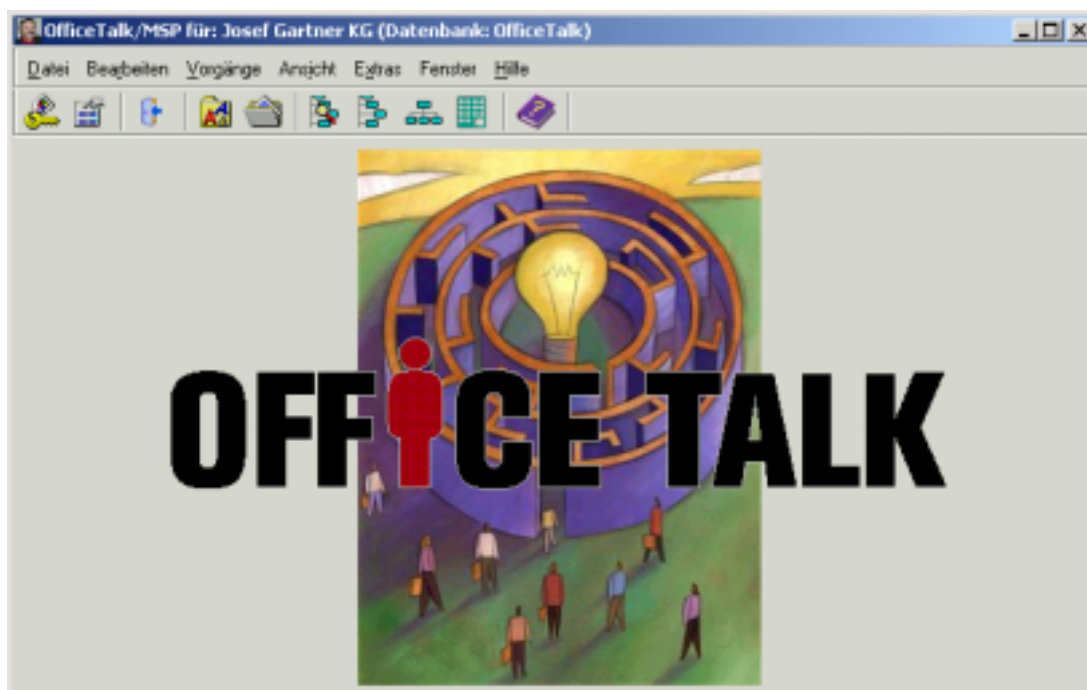 OfficeTalk/MSP für: Josef Gartner KG (Datenbank: OfficeTalk)
Datei Bearbeiten Vorgänge Ansicht Extras Fenster Hilfe
OFFICE TALK